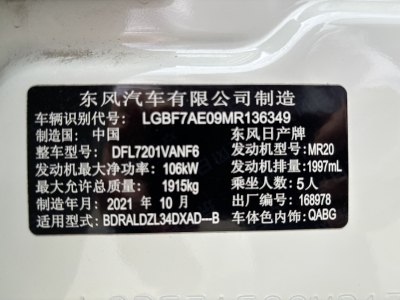 东风汽车有限公司制造
车辆识别代号: LGBF7AE09MR136349
制造国: 中国 东风日产牌
整车型号: DFL7201VANF6 发动机型号: MR20
发动机最大净功率: 106kW 发动机排量: 1997mL
最大允许总质量: 1915kg 乘坐人数: 5人
制造年月: 2021 年 10 月 出厂编号: 168978
适用型式: BDRALDZL34DXAD---B 车体色内饰: QABG